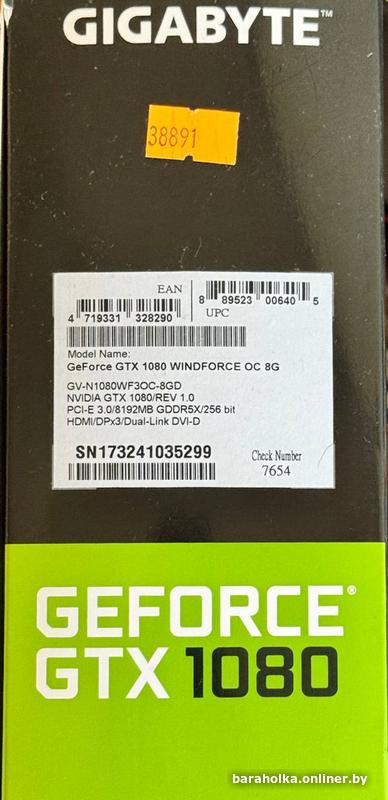 GIGABYTE™
38891
EAN
4 719331 328290
8 89523 00640 5
UPC
Model Name:
GeForce GTX 1080 WINDFORCE OC 8G
GV-N1080WF3OC-8GD
NVIDIA GTX 1080/REV 1.0
PCI-E 3.0/8192MB GDDR5X/256 bit
HDMI/DPx3/Dual-Link DVI-D
SN173241035299
Check Number
7654
GEFORCE®
GTX 1080
baraholka.onliner.by